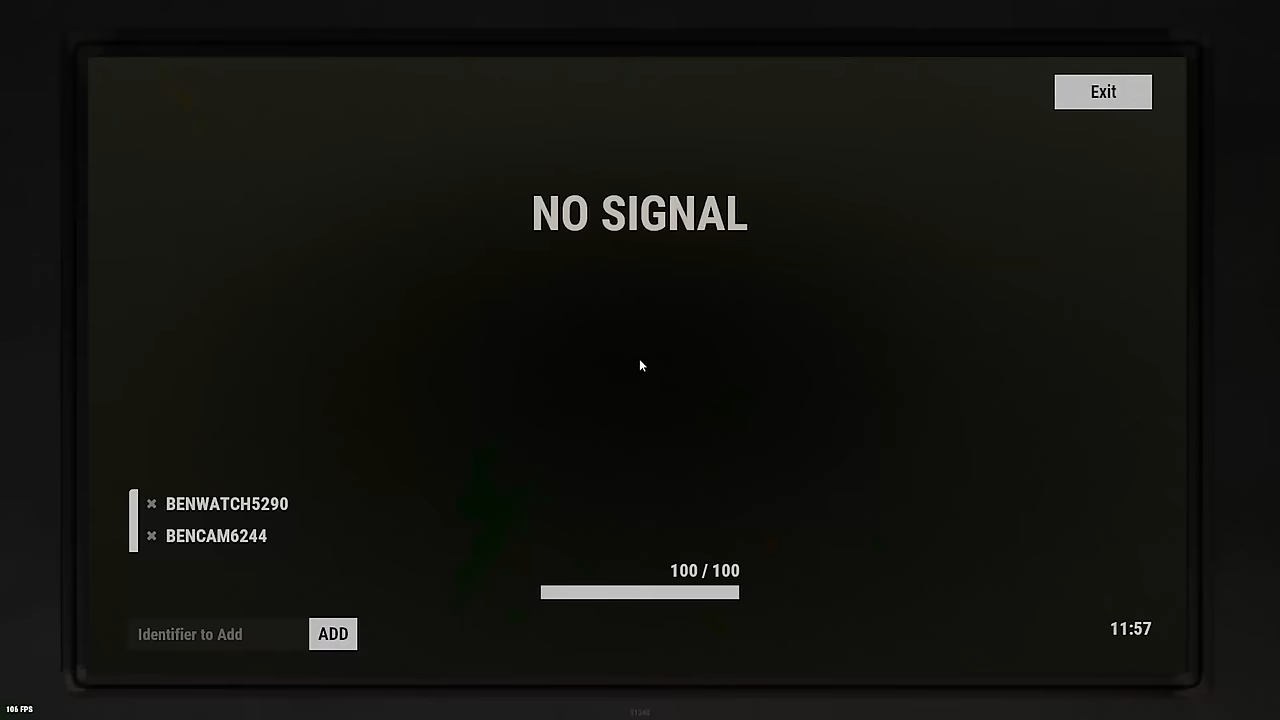 Exit
NO SIGNAL
BENWATCH5290
BENCAM6244
100 / 100
Identifier to Add
ADD
11:57
106 FPS